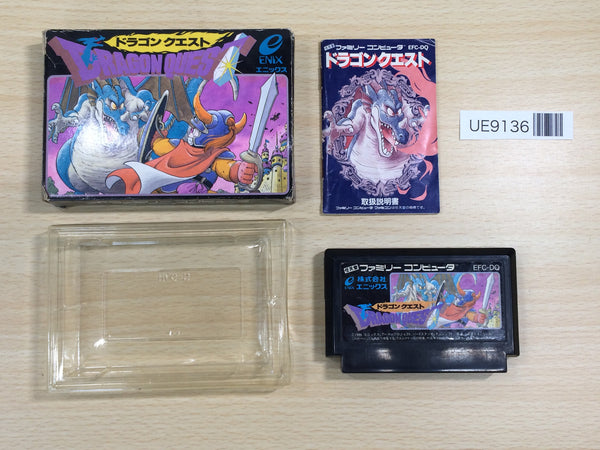 ドラゴンクエスト
DRAGON QUEST
ENIX
エニックス
ファミリー コンピュータ EFC-DQ
ドラゴンクエスト
取扱説明書
UE9136
ファミリー コンピュータ EFC-DQ
株式会社
エニックス
ドラゴンクエスト
DRAGON QUEST